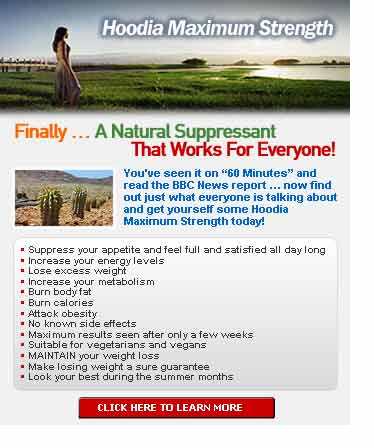 Hoodia Maximum Strength
Finally ... A Natural Suppressant
That Works For Everyone!
You've seen it on “60 Minutes” and
read the BBC News report ... now find
out just what everyone is talking about
and get yourself some Hoodia
Maximum Strength today!
Suppress your appetite and feel full and satisfied all day long
Increase your energy levels
Lose excess weight
Increase your metabolism
Burn body fat
Burn calories
Attack obesity
No known side effects
Maximum results seen after only a few weeks
Suitable for vegetarians and vegans
MAINTAIN your weight loss
Make losing weight a sure guarantee
Look your best during the summer months
CLICK HERE TO LEARN MORE